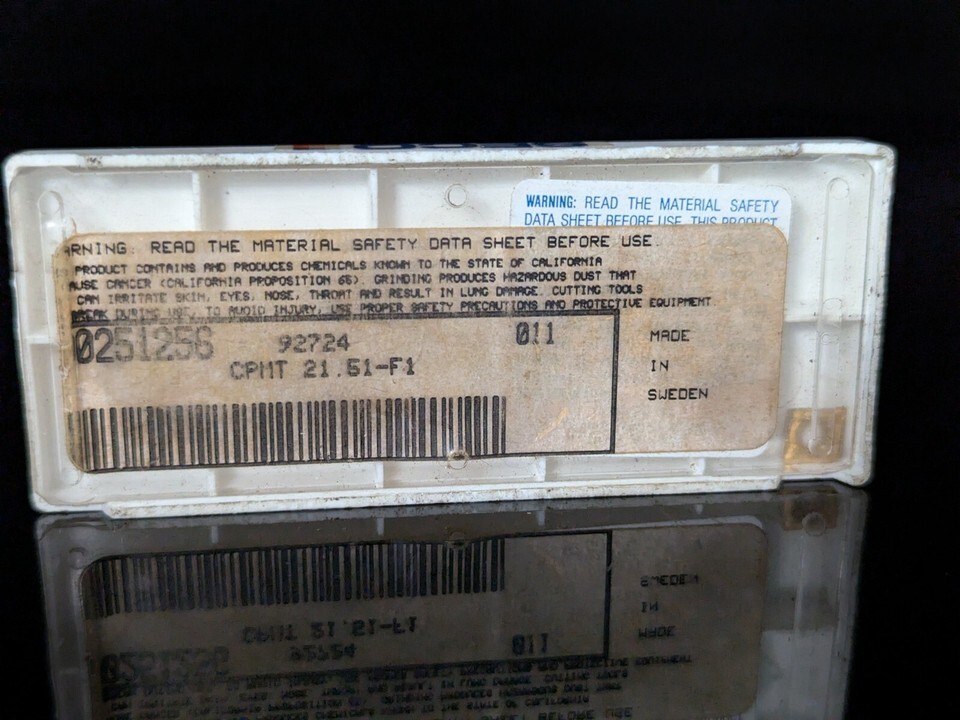 WARNING: READ THE MATERIAL SAFETY
DATA SHEET BEFORE USE. THIS PRODUCT
ARNING: READ THE MATERIAL SAFETY DATA SHEET BEFORE USE.
PRODUCT CONTAINS AND PRODUCES CHEMICALS KNOWN TO THE STATE OF CALIFORNIA
AUSE CANCER (CALIFORNIA PROPOSITION 65). GRINDING PRODUCES HAZARDOUS DUST THAT
CAN IRRITATE SKIN, EYES, NOSE, THROAT AND RESULT IN LUNG DAMAGE. CUTTING TOOLS
BREAK DURING USE, TO AVOID INJURY, USE PROPER SAFETY PRECAUTIONS AND PROTECTIVE EQUIPMENT.
0251256 92724 011
CPMT 21.51-F1
MADE
IN
SWEDEN